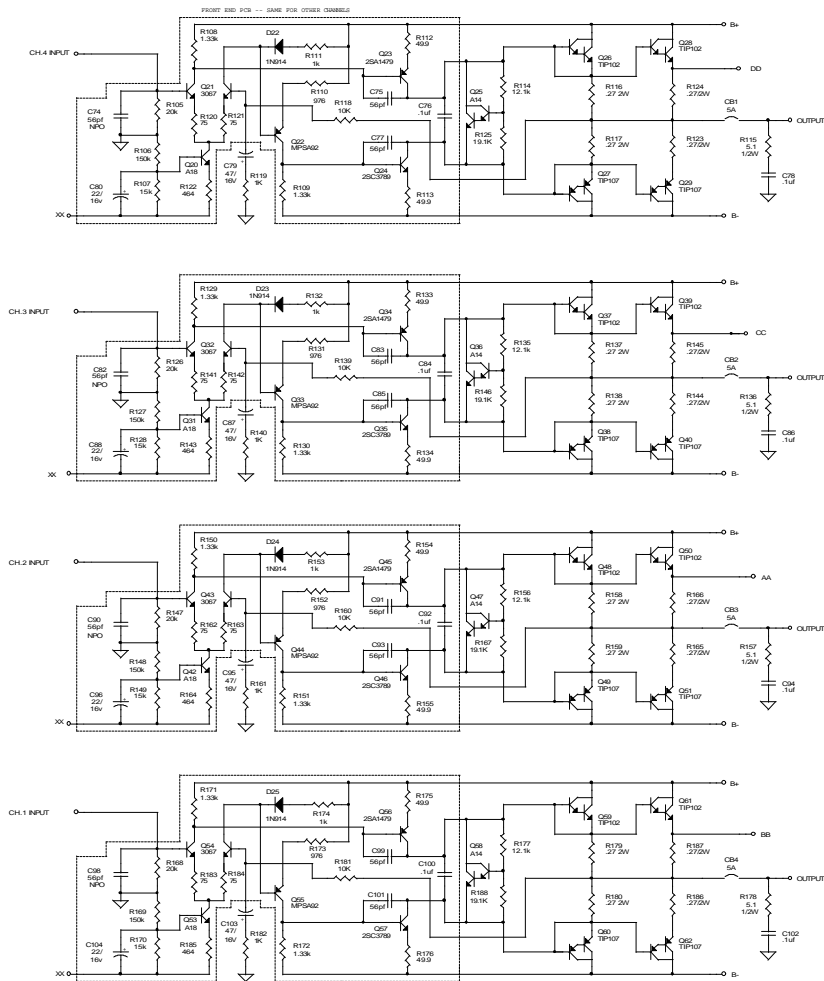 FRONT END PCB -- SAME FOR OTHER CHANNELS
CH.4 INPUT
R108
1.33k
D22
1N914
R111
1k
R110
976
Q23
2SA1479
R112
49.9
Q26
TIP102
Q28
TIP102
B+
DD
C74
56pf
NPO
R105
20k
Q21
3067
R120
75
R121
75
R118
10K
C75
56pf
C76
.1uf
Q25
A14
R114
12.1k
R116
.27 2W
R124
.27/2W
CB1
5A
OUTPUT
R106
150k
Q20
A18
C79
47/
16V
Q22
MPSA92
C77
56pf
R125
19.1K
R117
.27 2W
R123
.27/2W
R115
5.1
1/2W
C80
22/
16v
R107
15k
R122
464
R119
1K
R109
1.33k
Q24
2SC3789
R113
49.9
Q27
TIP107
Q29
TIP107
C78
.1uf
XX
B-
CH.3 INPUT
R129
1.33k
D23
1N914
R132
1k
R131
976
Q34
2SA1479
R133
49.9
Q37
TIP102
Q39
TIP102
B+
CC
C82
56pf
NPO
R126
20k
Q32
3067
R141
75
R142
75
R139
10K
C83
56pf
C84
.1uf
Q36
A14
R135
12.1k
R137
.27 2W
R145
.27/2W
CB2
5A
OUTPUT
R127
150k
Q31
A18
C87
47/
16V
Q33
MPSA92
C85
56pf
R146
19.1K
R138
.27 2W
R144
.27/2W
R136
5.1
1/2W
C88
22/
16v
R128
15k
R143
464
R140
1K
R130
1.33k
Q35
2SC3789
R134
49.9
Q38
TIP107
Q40
TIP107
C86
.1uf
XX
B-
CH.2 INPUT
R150
1.33k
D24
1N914
R153
1k
R152
976
Q45
2SA1479
R154
49.9
Q48
TIP102
Q50
TIP102
B+
AA
C90
56pf
NPO
R147
20k
Q43
3067
R162
75
R163
75
R160
10K
C91
56pf
C92
.1uf
Q47
A14
R156
12.1k
R158
.27 2W
R166
.27/2W
CB3
5A
OUTPUT
R148
150k
Q42
A18
C95
47/
16V
Q44
MPSA92
C93
56pf
R167
19.1K
R159
.27 2W
R165
.27/2W
R157
5.1
1/2W
C96
22/
16v
R149
15k
R164
464
R161
1K
R151
1.33k
Q46
2SC3789
R155
49.9
Q49
TIP107
Q51
TIP107
C94
.1uf
XX
B-
CH.1 INPUT
R171
1.33k
D25
1N914
R174
1k
R173
976
Q56
2SA1479
R175
49.9
Q59
TIP102
Q61
TIP102
B+
BB
C98
56pf
NPO
R168
20k
Q54
3067
R183
75
R184
75
R181
10K
C99
56pf
C100
.1uf
Q58
A14
R177
12.1k
R179
.27 2W
R187
.27/2W
CB4
5A
OUTPUT
R169
150k
Q53
A18
C103
47/
16V
Q55
MPSA92
C101
56pf
R188
19.1K
R180
.27 2W
R186
.27/2W
R178
5.1
1/2W
C104
22/
16v
R170
15k
R185
464
R182
1K
R172
1.33k
Q57
2SC3789
R176
49.9
Q60
TIP107
Q62
TIP107
C102
.1uf
XX
B-